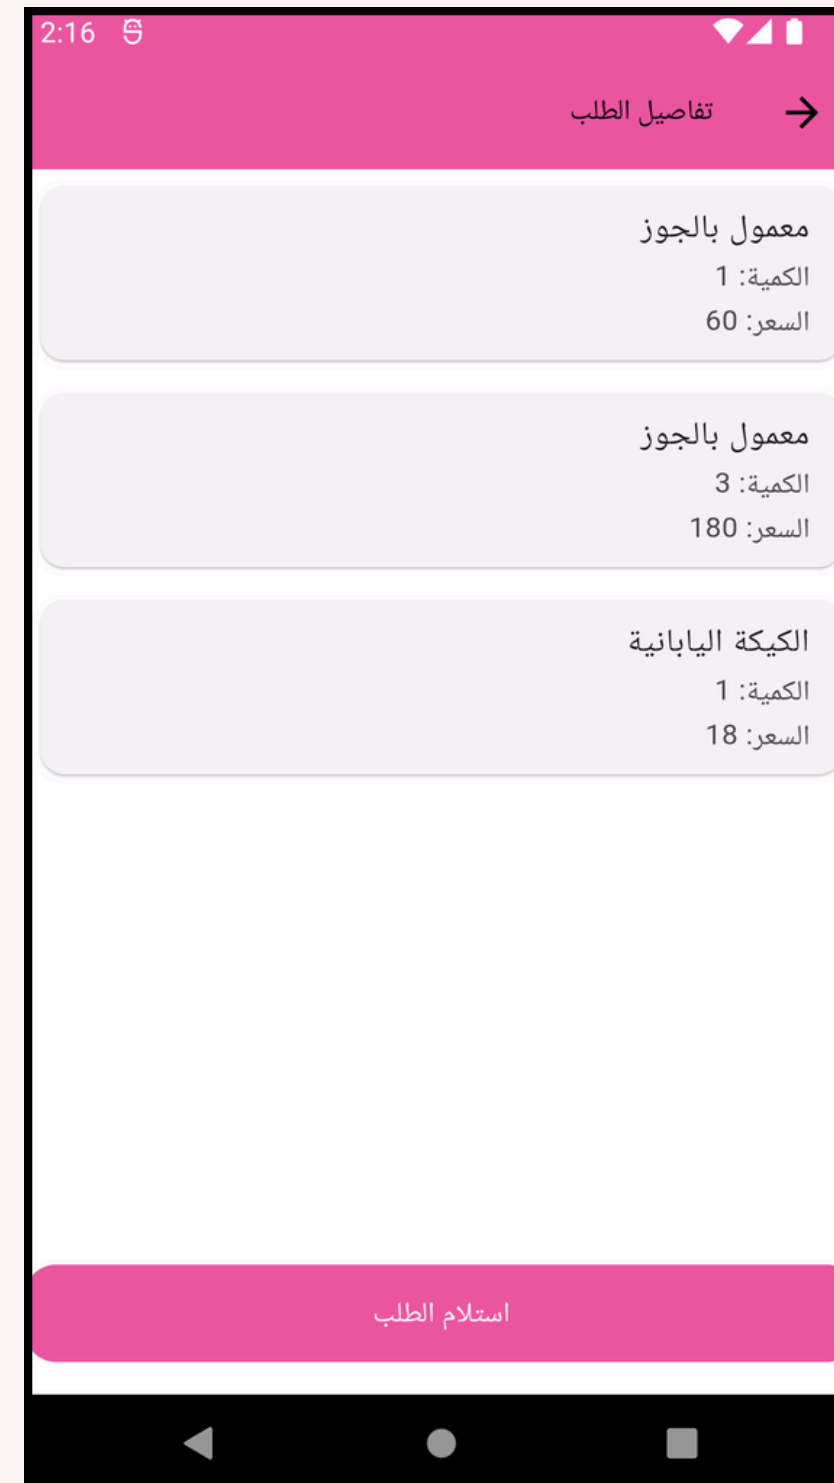 2:16
تفاصيل الطلب
معمول بالجوز
الكمية: 1
السعر: 60
معمول بالجوز
الكمية: 3
السعر: 180
الكيكة اليابانية
الكمية: 1
السعر: 18
استلام الطلب